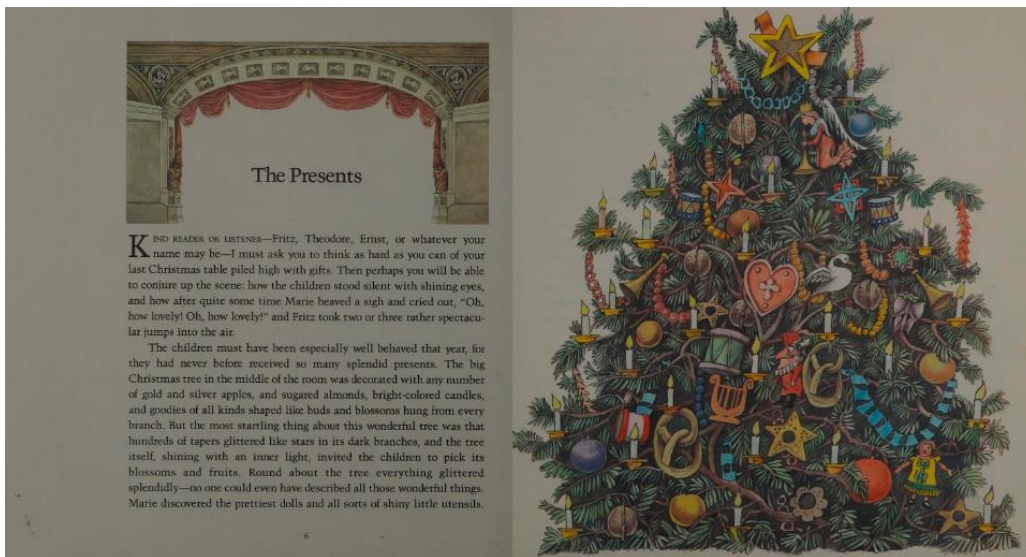 The Presents
KIND READER OR LISTENER—Fritz, Theodore, Ernst, or whatever your
name may be—I must ask you to think as hard as you can of your
last Christmas table piled high with gifts. Then perhaps you will be able
to conjure up the scene: how the children stood silent with shining eyes,
and how after quite some time Marie heaved a sigh and cried out, “Oh,
how lovely! Oh, how lovely!” and Fritz took two or three rather spectacu-
lar jumps into the air.
The children must have been especially well behaved that year, for
they had never before received so many splendid presents. The big
Christmas tree in the middle of the room was decorated with any number
of gold and silver apples, and sugared almonds, bright-colored candles,
and goodies of all kinds shaped like buds and blossoms hung from every
branch. But the most startling thing about this wonderful tree was that
hundreds of tapers glittered like stars in its dark branches, and the tree
itself, shining with an inner light, invited the children to pick its
blossoms and fruits. Round about the tree everything glittered
splendidly—no one could even have described all those wonderful things.
Marie discovered the prettiest dolls and all sorts of shiny little utensils.
6